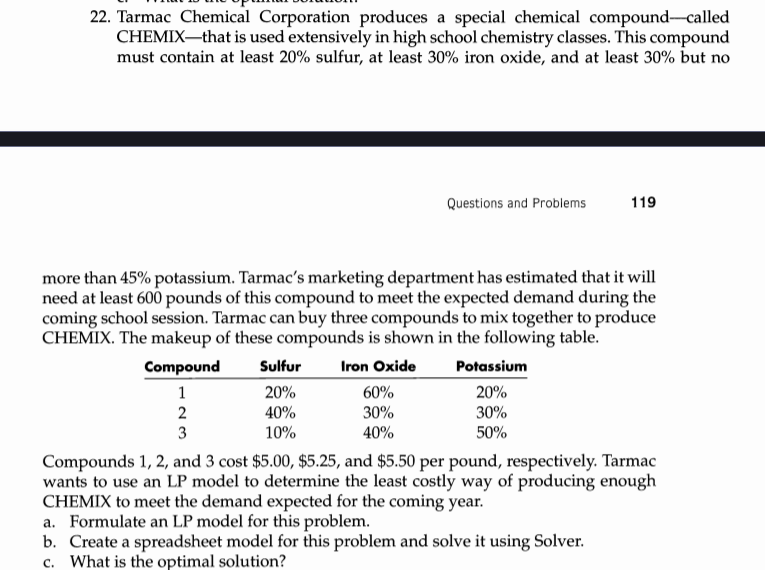 22. Tarmac Chemical Corporation produces a special chemical compound—called
CHEMIX—that is used extensively in high school chemistry classes. This compound
must contain at least 20% sulfur, at least 30% iron oxide, and at least 30% but no
Questions and Problems 119
more than 45% potassium. Tarmac's marketing department has estimated that it will
need at least 600 pounds of this compound to meet the expected demand during the
coming school session. Tarmac can buy three compounds to mix together to produce
CHEMIX. The makeup of these compounds is shown in the following table.
Compound Sulfur Iron Oxide Potassium
1 20% 60% 20%
2 40% 30% 30%
3 10% 40% 50%
Compounds 1, 2, and 3 cost $5.00, $5.25, and $5.50 per pound, respectively. Tarmac
wants to use an LP model to determine the least costly way of producing enough
CHEMIX to meet the demand expected for the coming year.
a. Formulate an LP model for this problem.
b. Create a spreadsheet model for this problem and solve it using Solver.
c. What is the optimal solution?